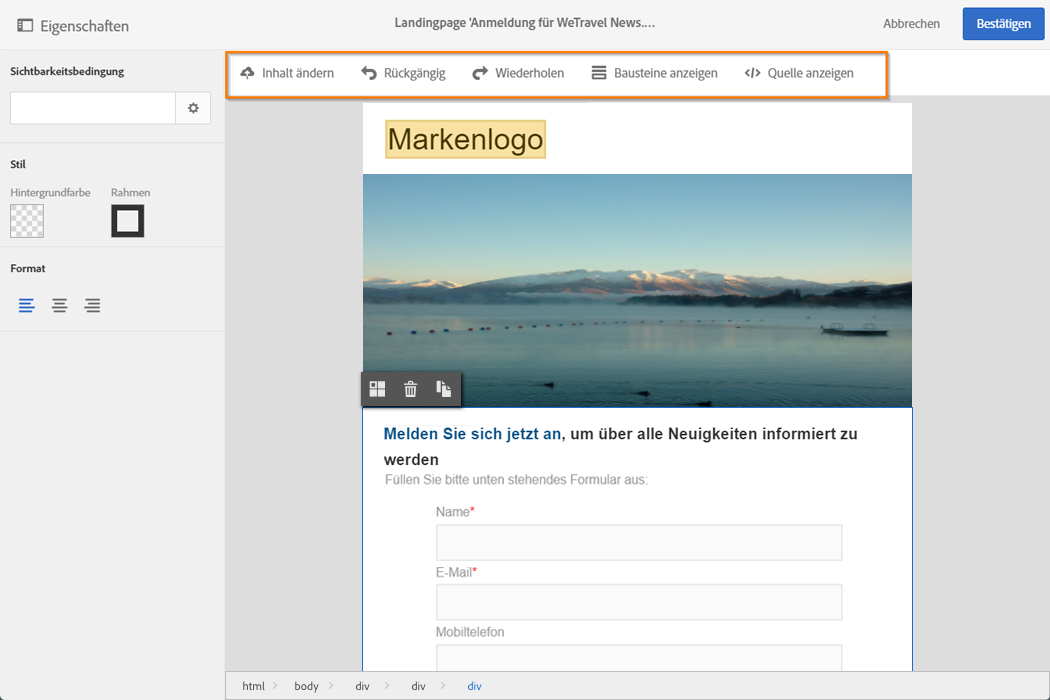 Eigenschaften
Landingpage 'Anmeldung für WeTravel News....
Abbrechen
Bestätigen
Sichtbarkeitsbedingung
Stil
Hintergrundfarbe
Rahmen
Format
Inhalt ändern
Rückgängig
Wiederholen
Bausteine anzeigen
Quelle anzeigen
Markenlogo
Melden Sie sich jetzt an, um über alle Neuigkeiten informiert zu
werden
Füllen Sie bitte unten stehendes Formular aus:
Name*
E-Mail*
Mobiltelefon
html > body > div > div > div